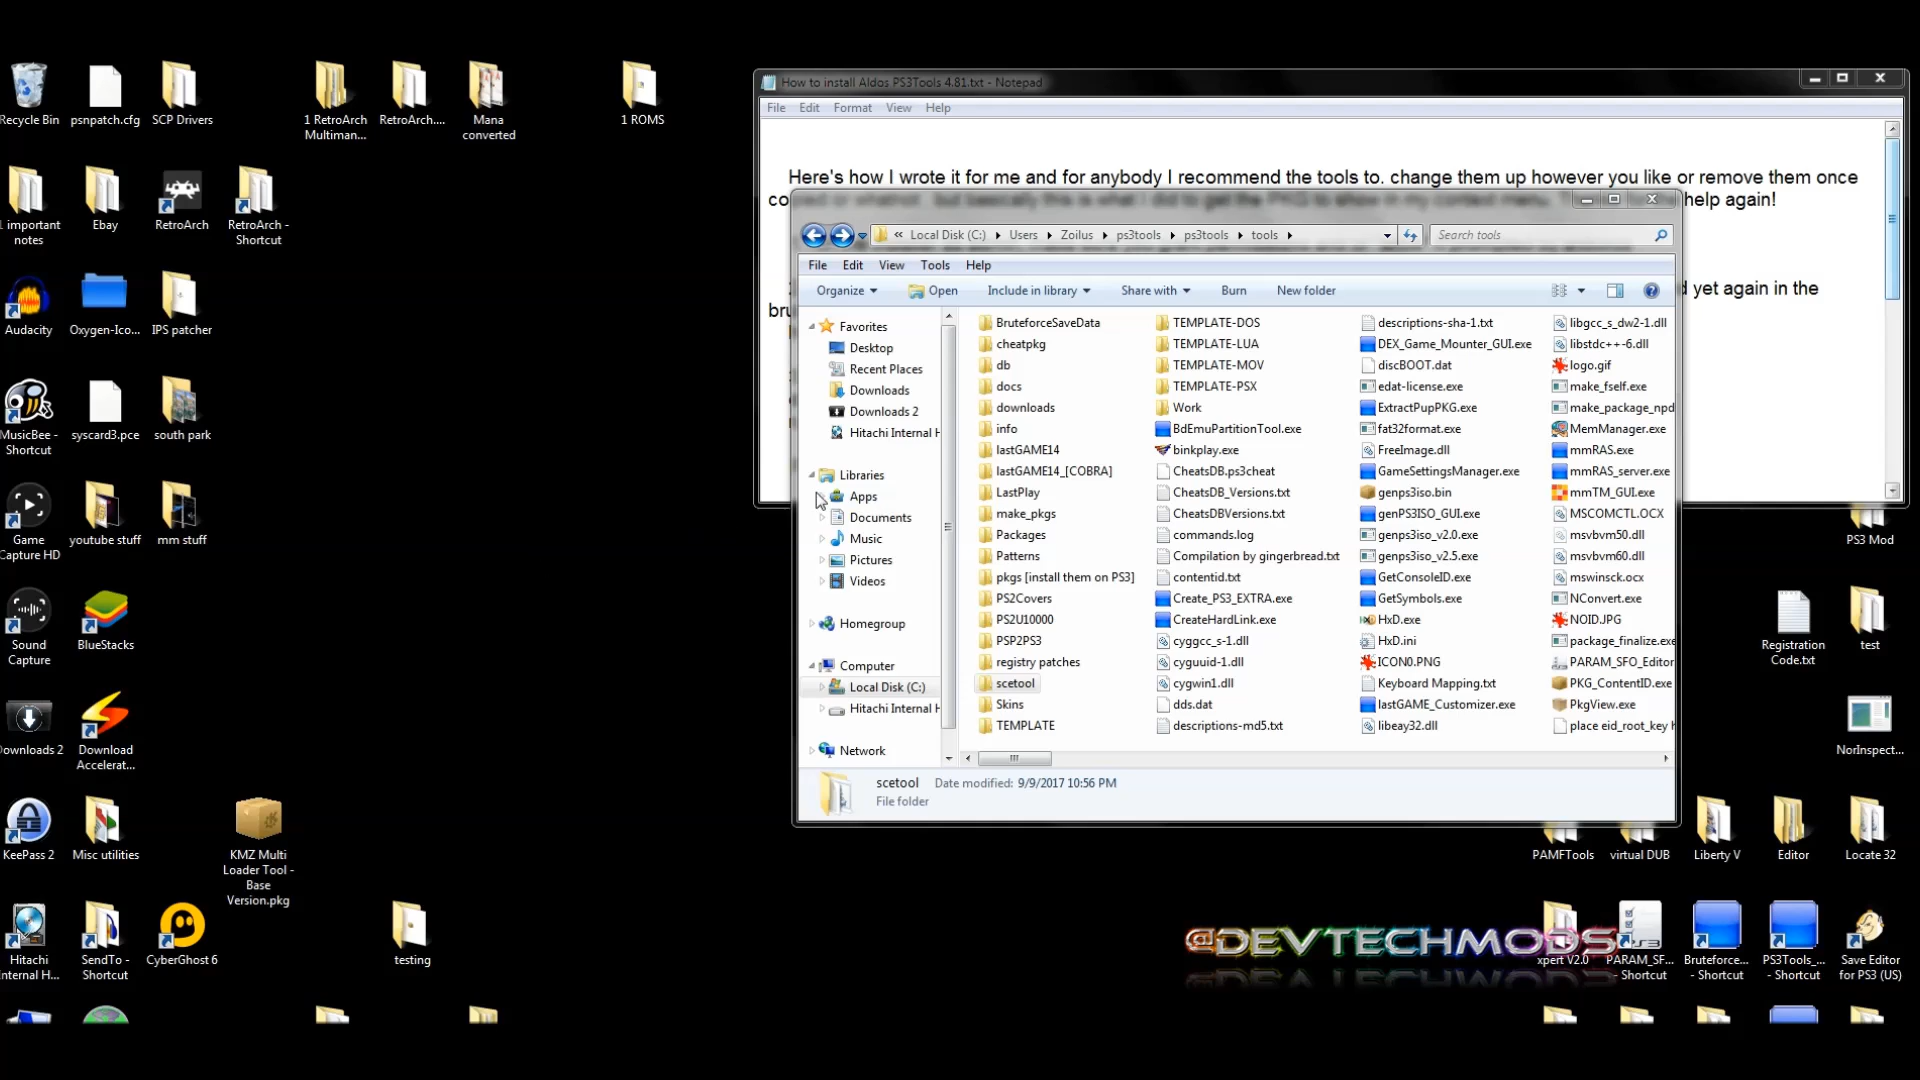 Recycle Bin
psnpatch.cfg
SCP Drivers
1 RetroArch
Multiman...
RetroArch....
Mana
converted
1 ROMS
1 important
notes
Ebay
RetroArch
RetroArch -
Shortcut
Audacity
Oxygen-Ico...
IPS patcher
MusicBee -
Shortcut
syscard3.pce
south park
Game
Capture HD
youtube stuff
mm stuff
Sound
Capture
BlueStacks
Downloads 2
Download
Accelerat...
KeePass 2
Misc utilities
KMZ Multi
Loader Tool -
Base
Version.pkg
Hitachi
Internal H...
SendTo -
Shortcut
CyberGhost 6
testing
How to install Aldos PS3Tools 4.81.txt - Notepad
File Edit Format View Help
Here's how I wrote it for me and for anybody I recommend the tools to. change them up however you like or remove them once
help again!
d yet again in the
bru
« Local Disk (C:) Users Zoilus ps3tools ps3tools tools
Search tools
File Edit View Tools Help
Organize Open Include in library Share with Burn New folder
Favorites
Desktop
Recent Places
Downloads
Downloads 2
Hitachi Internal H
Libraries
Apps
Documents
Music
Pictures
Videos
Homegroup
Computer
Local Disk (C:)
Hitachi Internal H
Network
BruteforceSaveData
cheatpkg
db
docs
downloads
info
lastGAME14
lastGAME14_[COBRA]
LastPlay
make_pkgs
Packages
Patterns
pkgs [install them on PS3]
PS2Covers
PS2U10000
PSP2PS3
registry patches
scetool
Skins
TEMPLATE
TEMPLATE-DOS
TEMPLATE-LUA
TEMPLATE-MOV
TEMPLATE-PSX
Work
BdEmuPartitionTool.exe
binkplay.exe
CheatsDB.ps3cheat
CheatsDB_Versions.txt
CheatsDBVersions.txt
commands.log
Compilation by gingerbread.txt
contentid.txt
Create_PS3_EXTRA.exe
CreateHardLink.exe
cyggcc_s-1.dll
cyguuid-1.dll
cygwin1.dll
dds.dat
descriptions-md5.txt
descriptions-sha-1.txt
DEX_Game_Mounter_GUI.exe
discBOOT.dat
edat-license.exe
ExtractPupPKG.exe
fat32format.exe
FreeImage.dll
GameSettingsManager.exe
genps3iso.bin
genPS3ISO_GUI.exe
genps3iso_v2.0.exe
genps3iso_v2.5.exe
GetConsoleID.exe
GetSymbols.exe
HxD.exe
HxD.ini
ICON0.PNG
Keyboard Mapping.txt
lastGAME_Customizer.exe
libeay32.dll
libgcc_s_dw2-1.dll
libstdc++-6.dll
logo.gif
make_fself.exe
make_package_npd
MemManager.exe
mmRAS.exe
mmRAS_server.exe
mmTM_GUI.exe
MSCOMCTL.OCX
msvbvm50.dll
msvbvm60.dll
mswinsck.ocx
NConvert.exe
NOID.JPG
package_finalize.exe
PARAM_SFO_Editor
PKG_ContentID.exe
PkgView.exe
place eid_root_key h
scetool Date modified: 9/9/2017 10:56 PM
File folder
PS3 Mod
Registration
Code.txt
test
NorInspect...
PAMFTools
virtual DUB
Liberty V
Editor
Locate 32
@DEVTECHMODS
xpert V2.0
PARAM_SF...
- Shortcut
Bruteforce...
- Shortcut
PS3Tools_...
- Shortcut
Save Editor
for PS3 (US)